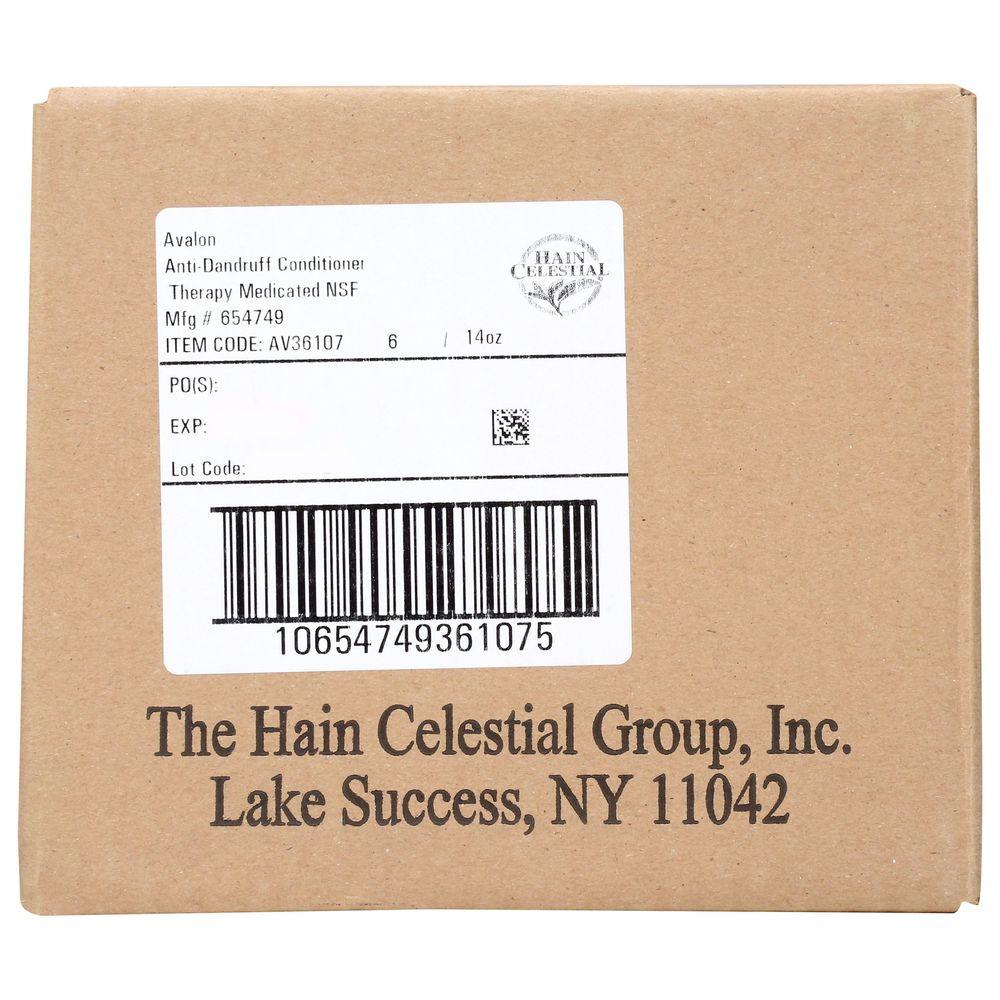 Avalon
Anti-Dandruff Conditioner
Therapy Medicated NSF
Mfg # 654749
ITEM CODE: AV36107 6 / 14oz
HAIN
CELESTIAL
PO(S):
EXP:
Lot Code:
10654749361075
The Hain Celestial Group, Inc.
Lake Success, NY 11042